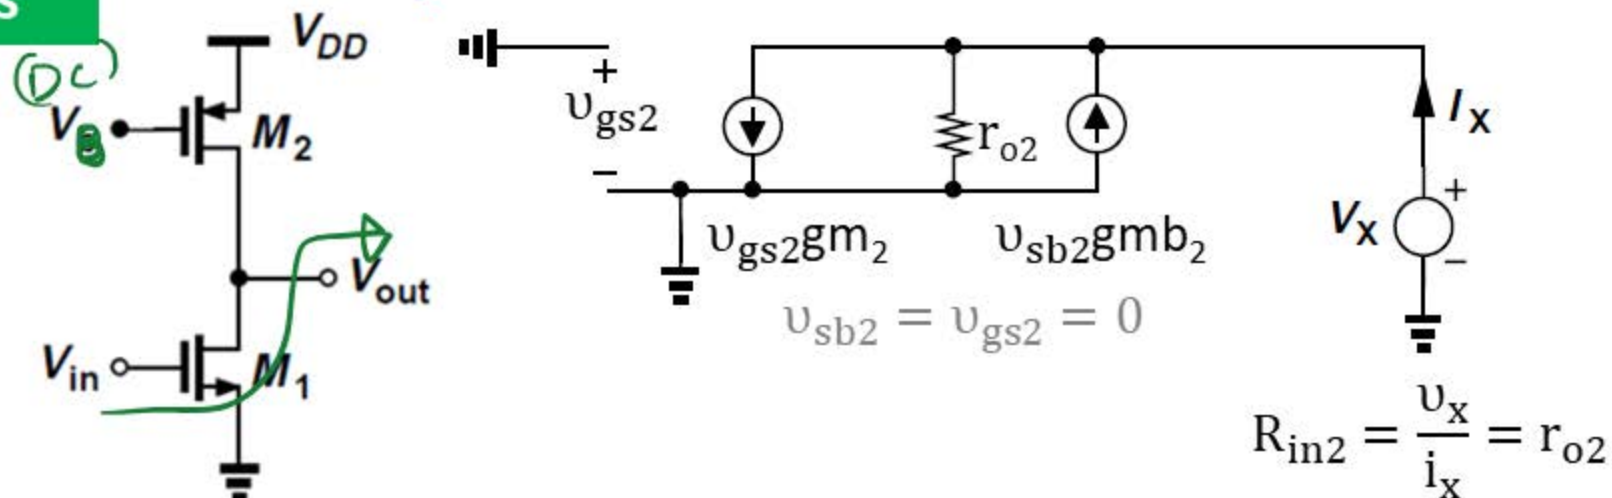 s
(DC)
V_DD
V_B
M_2
V_out
V_in
M_1
+
υ_gs2
−
r_o2
I_X
υ_gs2gm_2
υ_sb2gmb_2
V_X
+
−
υ_sb2 = υ_gs2 = 0
R_in2 = υ_x/i_x = r_o2